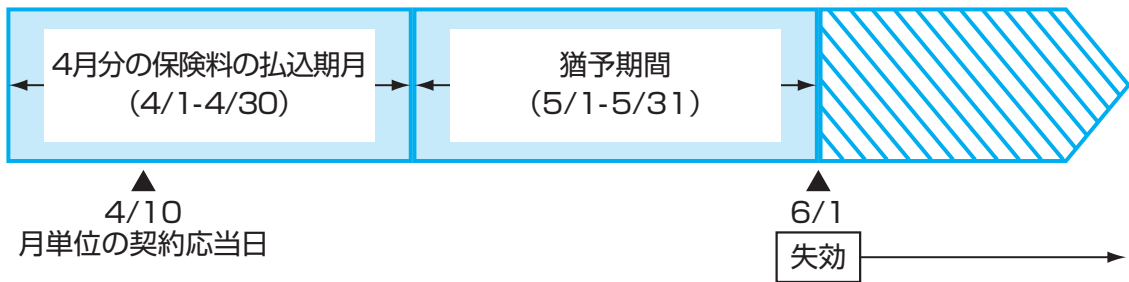 4月分の保険料の払込期月
（4/1-4/30）
猶予期間
（5/1-5/31）
4/10
月単位の契約応当日
6/1
失効